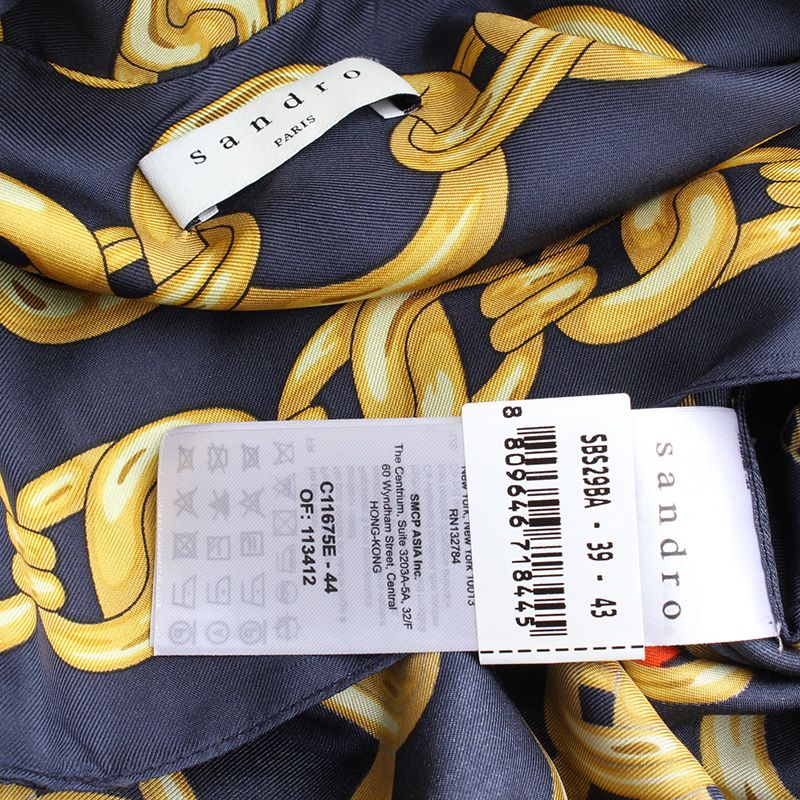 sandro
PARIS
C11675E - 44
OF: 113412
SMCP ASIA Inc.
The Centrium, Suite 3203A-5A, 32/F
60 Wyndham Street, Central
HONG-KONG
New York, New York 10013
RN132784
8 809646 718445
SBS29BA - 39 - 43
sandro